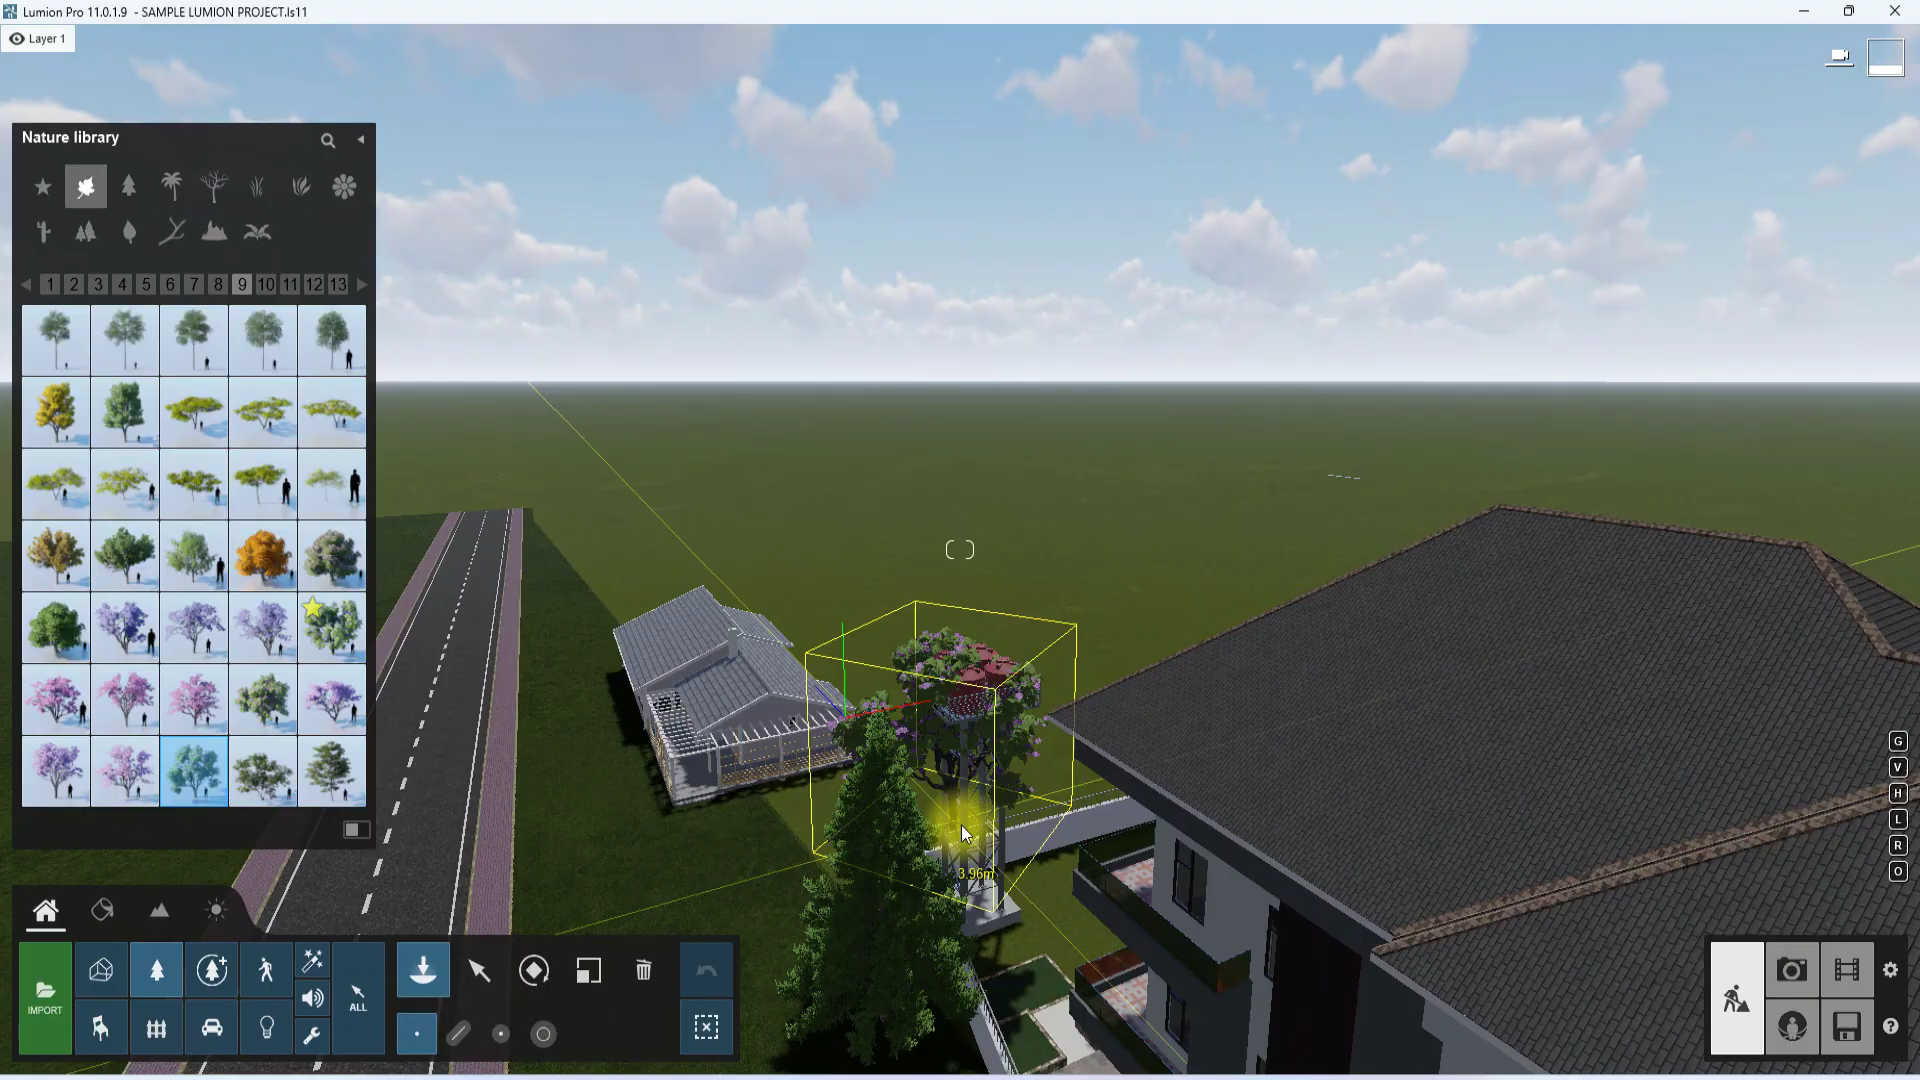 Lumion Pro 11.0.1.9 - SAMPLE LUMION PROJECT.ls11
Layer 1
Nature library
1 2 3 4 5 6 7 8 9 10 11 12 13
3.96m
G
V
H
L
R
O
IMPORT
ALL
?